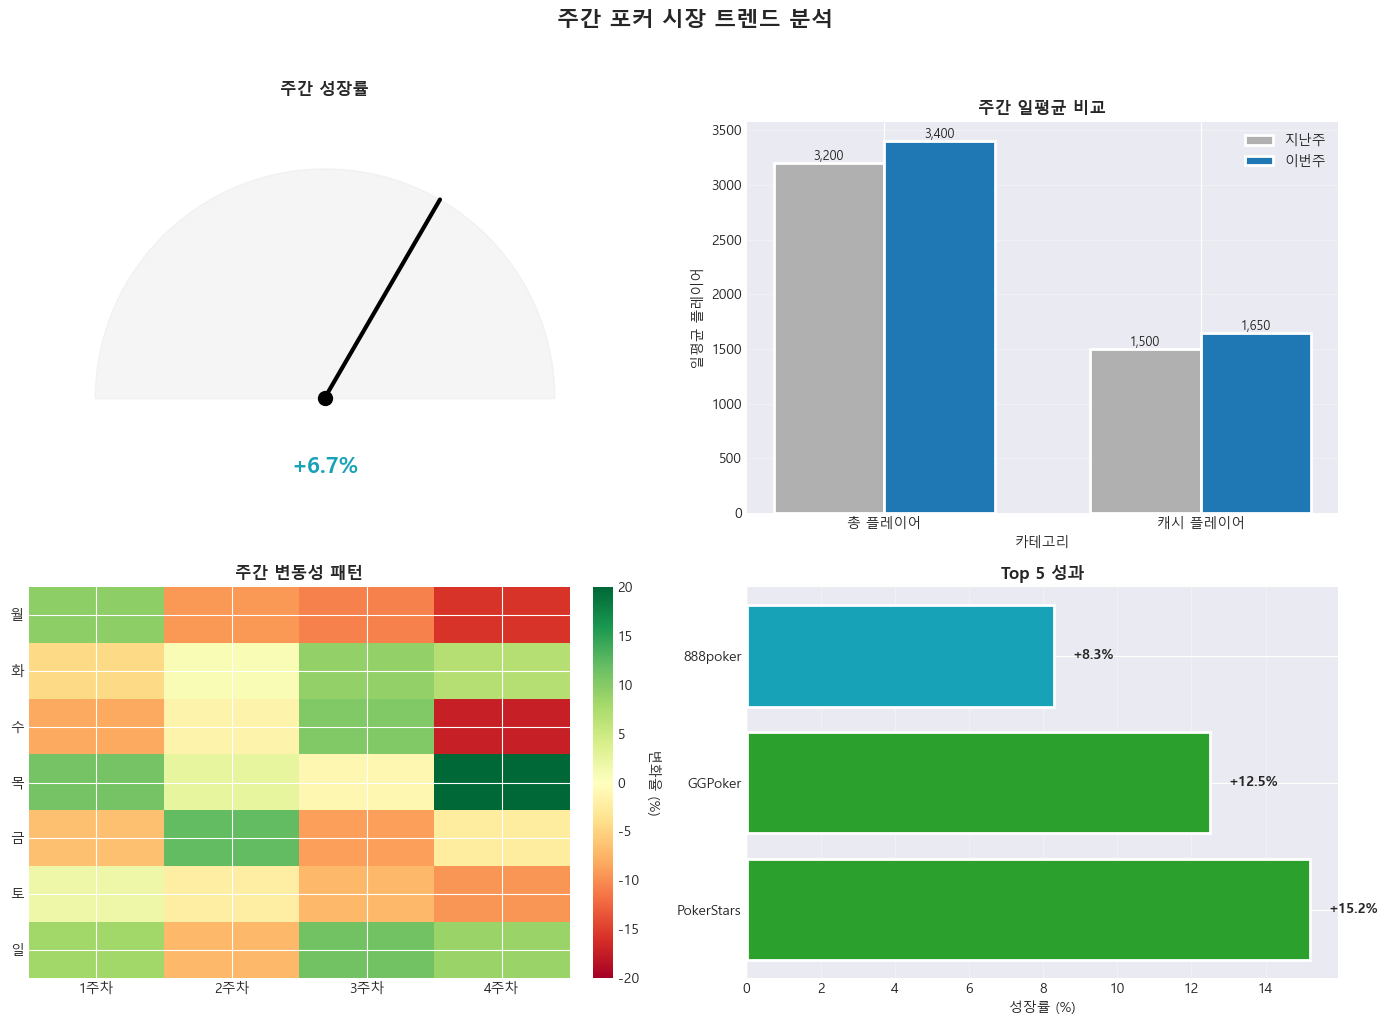 주간 포커 시장 트렌드 분석
주간 성장률
+6.7%
주간 일평균 비교
지난주
이번주
3500
3000
2500
2000
1500
1000
500
0
일평균 플레이어
3,200
3,400
1,500
1,650
총 플레이어
캐시 플레이어
카테고리
주간 변동성 패턴
월
화
수
목
금
토
일
1주차
2주차
3주차
4주차
20
15
10
5
0
-5
-10
-15
-20
변화율 (%)
Top 5 성과
888poker
+8.3%
GGPoker
+12.5%
PokerStars
+15.2%
0
2
4
6
8
10
12
14
성장률 (%)